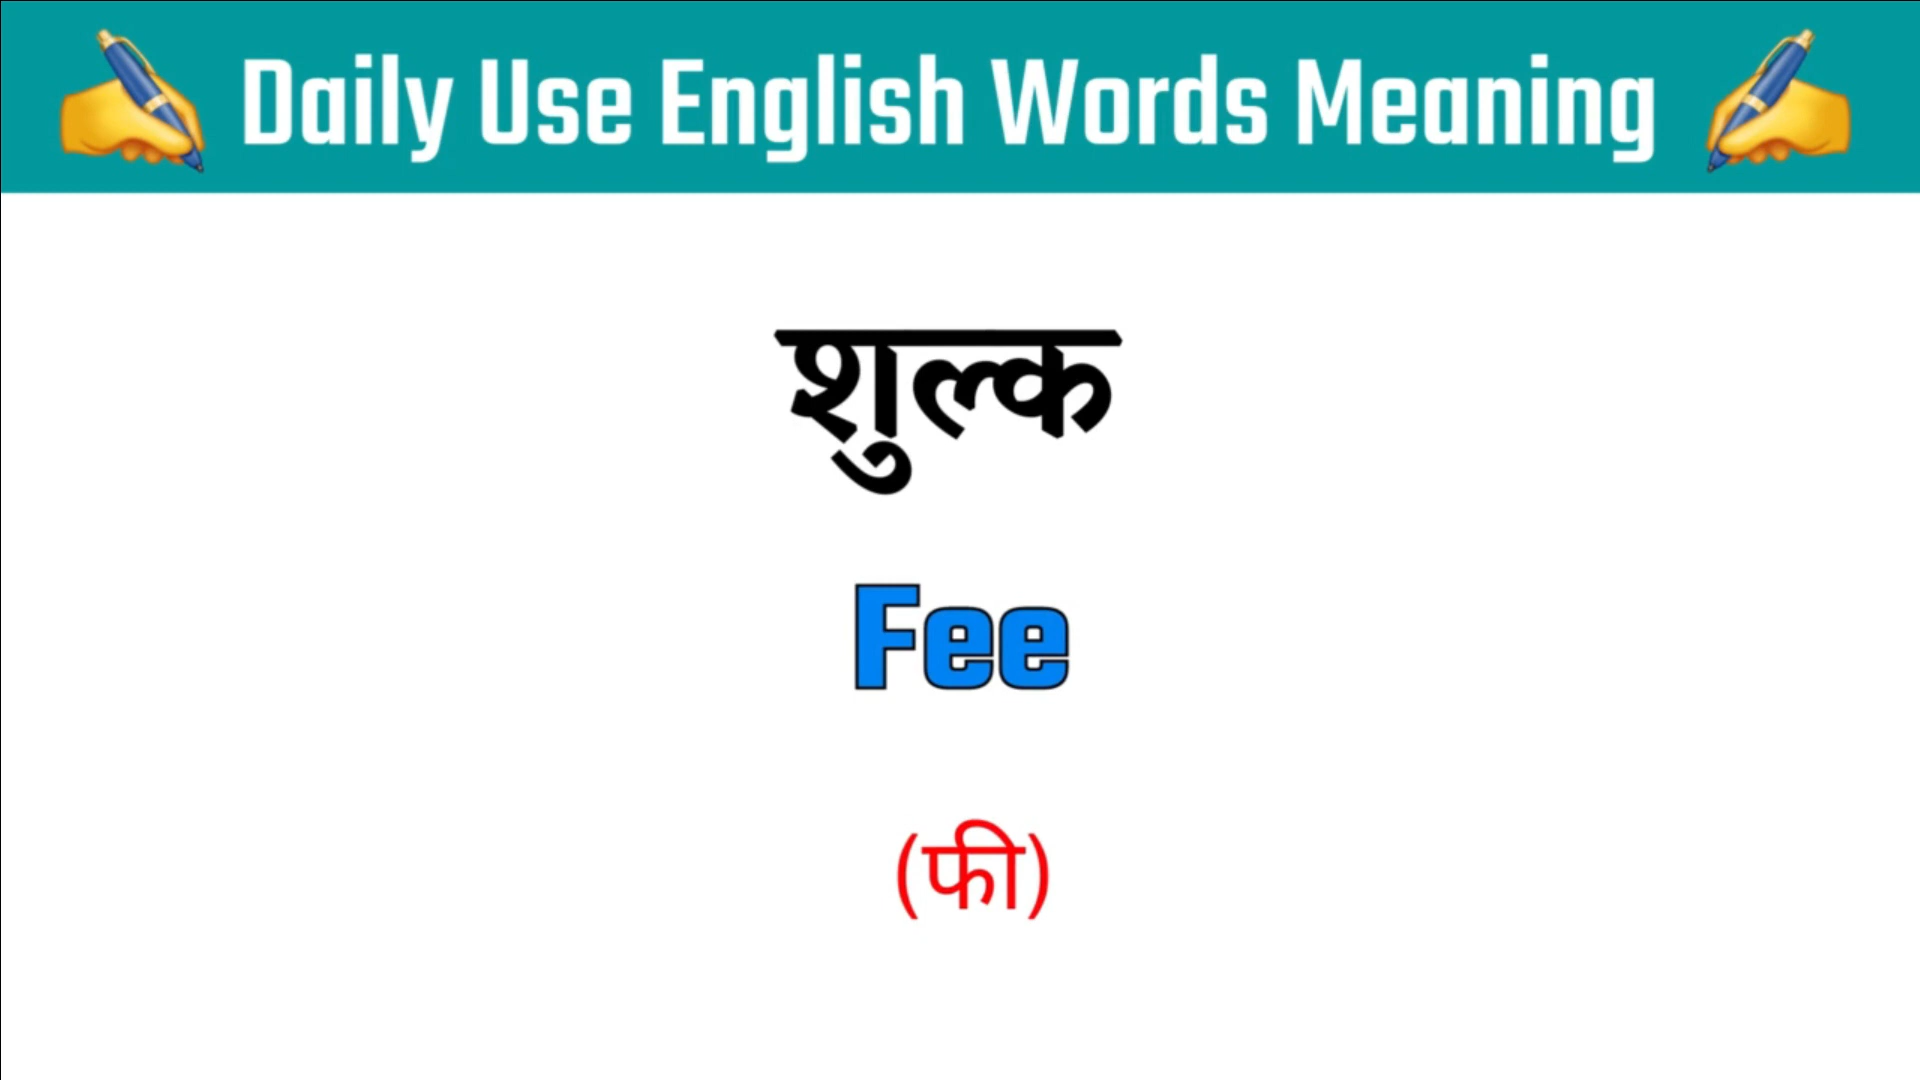 Daily Use English Words Meaning
शुल्क
Fee
(फी)